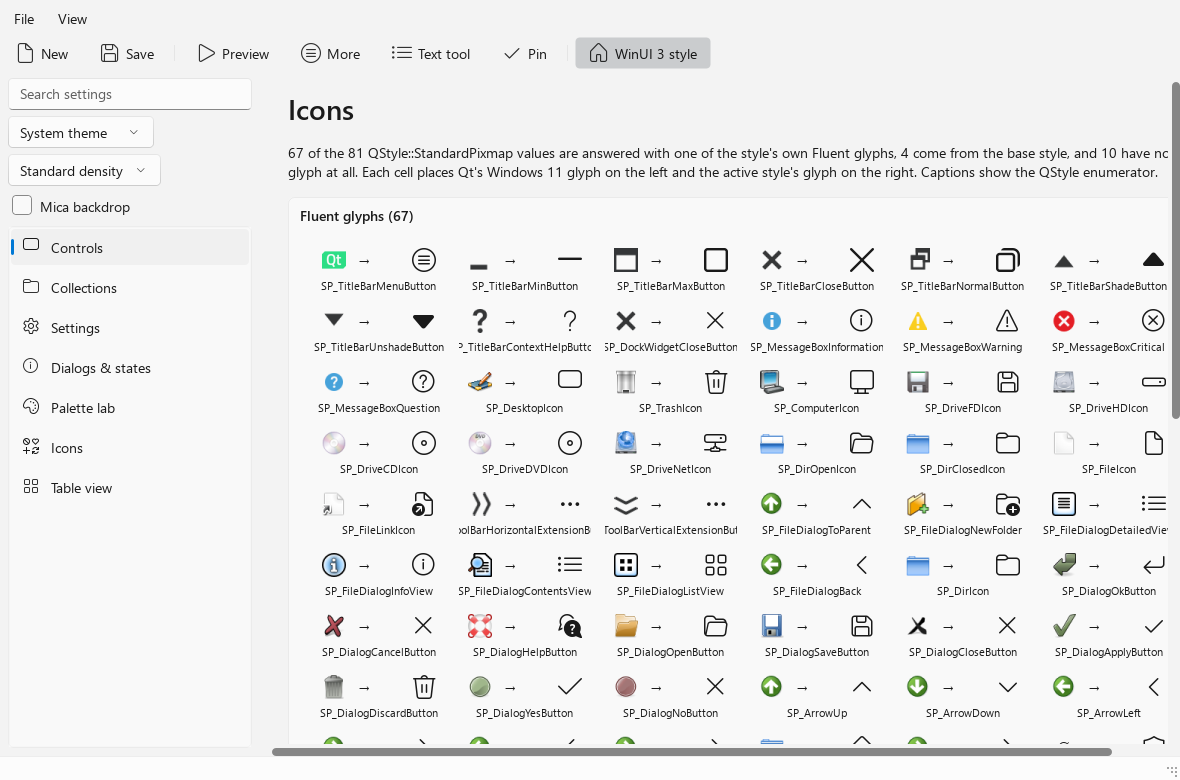 File View
New Save Preview More Text tool Pin WinUI 3 style
Search settings
System theme
Standard density
Mica backdrop
Controls
Collections
Settings
Dialogs & states
Palette lab
Icons
Table view
Icons
67 of the 81 QStyle::StandardPixmap values are answered with one of the style's own Fluent glyphs, 4 come from the base style, and 10 have no
glyph at all. Each cell places Qt's Windows 11 glyph on the left and the active style's glyph on the right. Captions show the QStyle enumerator.
Fluent glyphs (67)
Qt
SP_TitleBarMenuButton SP_TitleBarMinButton SP_TitleBarMaxButton SP_TitleBarCloseButton SP_TitleBarNormalButton SP_TitleBarShadeButton
SP_TitleBarUnshadeButton P_TitleBarContextHelpButto SP_DockWidgetCloseButton SP_MessageBoxInformation SP_MessageBoxWarning SP_MessageBoxCritical
SP_MessageBoxQuestion SP_DesktopIcon SP_TrashIcon SP_ComputerIcon SP_DriveFDIcon SP_DriveHDIcon
DVD
SP_DriveCDIcon SP_DriveDVDIcon SP_DriveNetIcon SP_DirOpenIcon SP_DirClosedIcon SP_FileIcon
SP_FileLinkIcon oolBarHorizontalExtensionB ToolBarVerticalExtensionBut SP_FileDialogToParent SP_FileDialogNewFolder SP_FileDialogDetailedView
SP_FileDialogInfoView SP_FileDialogContentsView SP_FileDialogListView SP_FileDialogBack SP_DirIcon SP_DialogOkButton
SP_DialogCancelButton SP_DialogHelpButton SP_DialogOpenButton SP_DialogSaveButton SP_DialogCloseButton SP_DialogApplyButton
SP_DialogDiscardButton SP_DialogYesButton SP_DialogNoButton SP_ArrowUp SP_ArrowDown SP_ArrowLeft